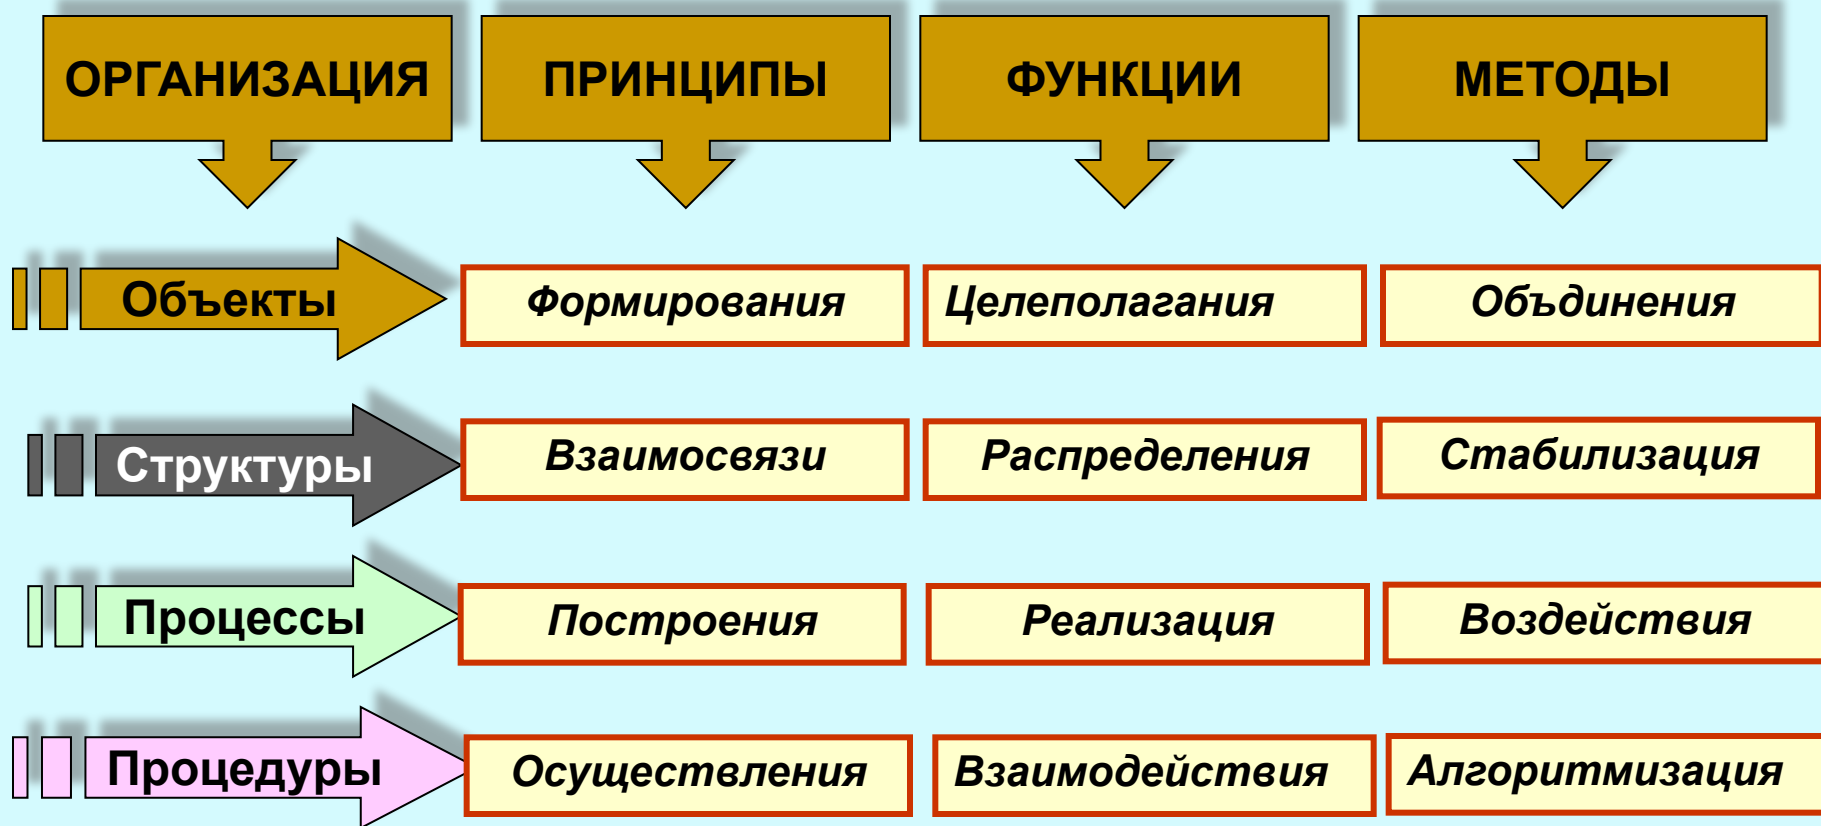 ОРГАНИЗАЦИЯ ПРИНЦИПЫ ФУНКЦИИ МЕТОДЫ
Объекты Формирования Целеполагания Объдинения
Структуры Взаимосвязи Распределения Стабилизация
Процессы Построения Реализация Воздействия
Процедуры Осуществления Взаимодействия Алгоритмизация